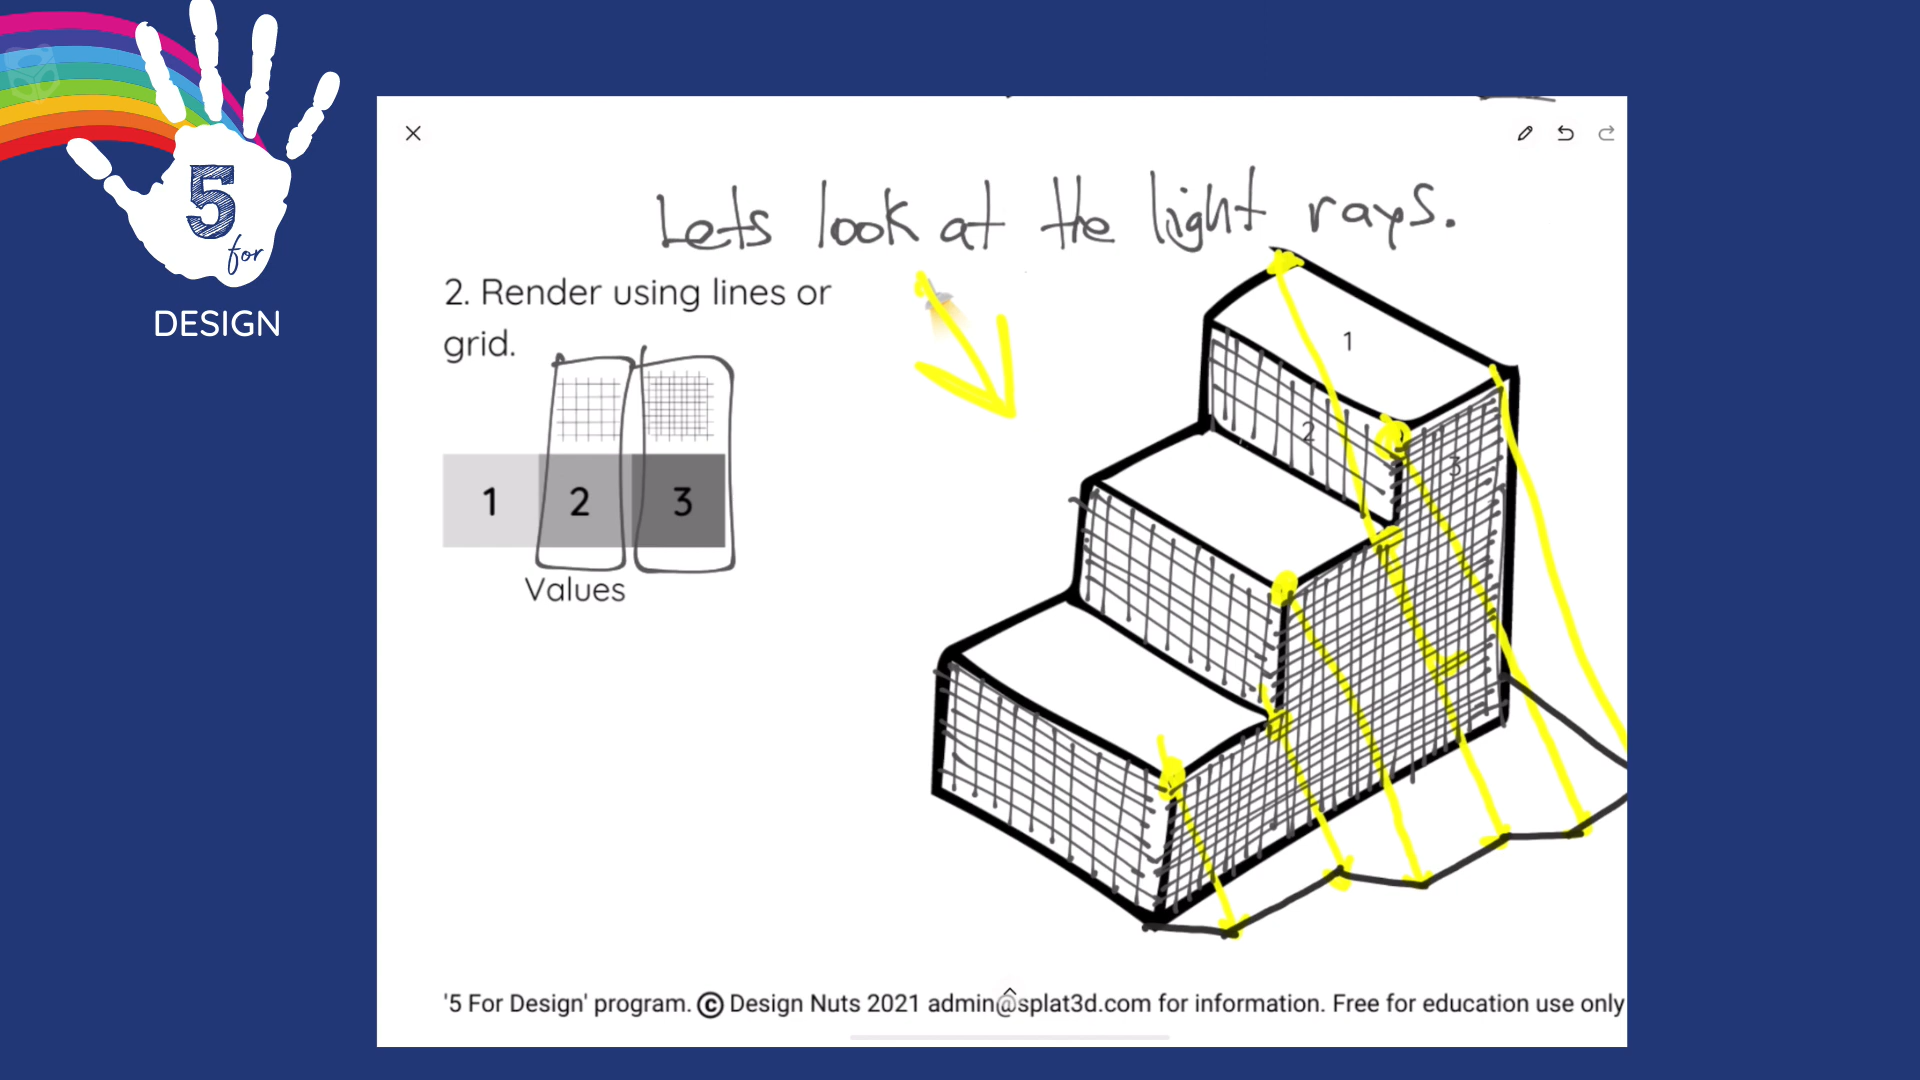 5
for
DESIGN
Lets look at the light rays.
2. Render using lines or
grid.
1 2 3
Values
1
2
3
'5 For Design' program. © Design Nuts 2021 admin@splat3d.com for information. Free for education use only